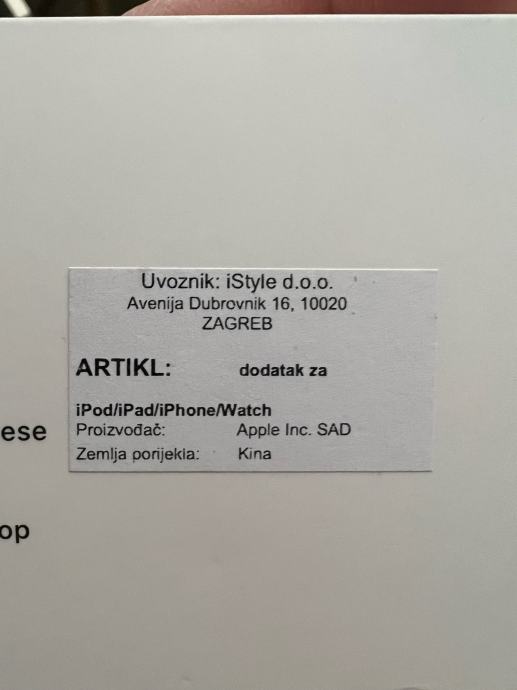 Uvoznik: iStyle d.o.o.
Avenija Dubrovnik 16, 10020
ZAGREB
ARTIKL: dodatak za
iPod/iPad/iPhone/Watch
Proizvođač: Apple Inc. SAD
Zemlja porijekla: Kina
ese
op